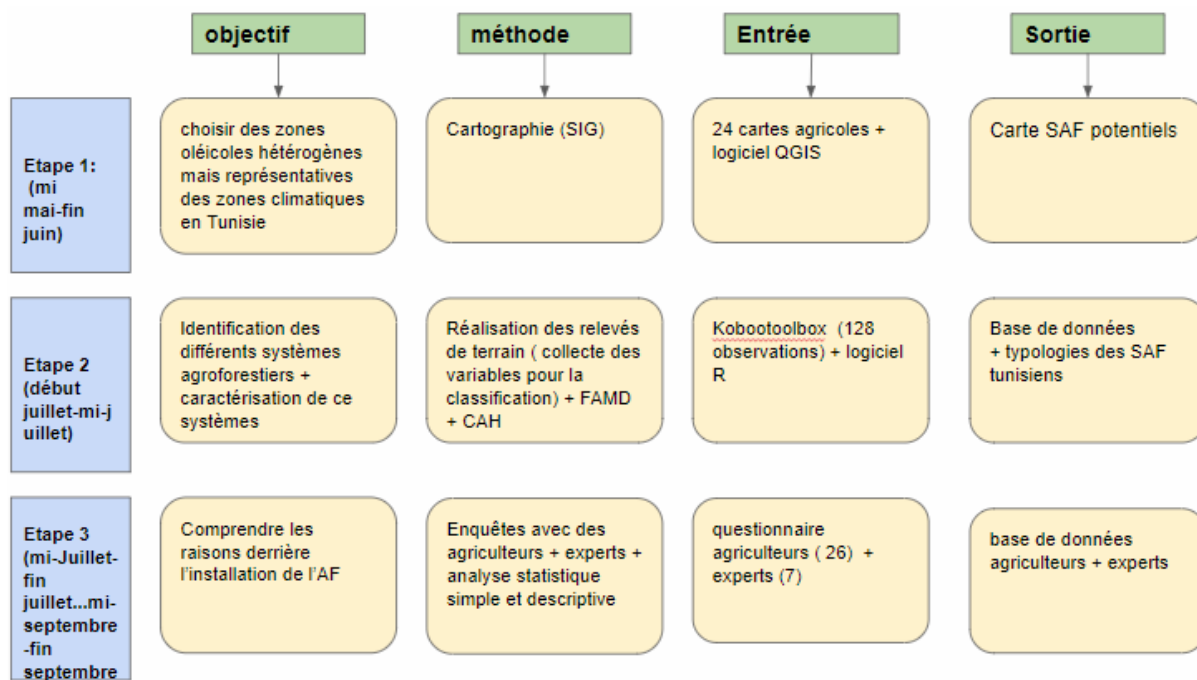 objectif
méthode
Entrée
Sortie
Etape 1:
(mi
mai-fin
juin)
choisir des zones
oléicoles hétérogènes
mais représentatives
des zones climatiques
en Tunisie
Cartographie (SIG)
24 cartes agricoles +
logiciel QGIS
Carte SAF potentiels
Etape 2
(début
juillet-mi-j
uillet)
Identification des
différents systèmes
agroforestiers +
caractérisation de ce
systèmes
Réalisation des relevés
de terrain ( collecte des
variables pour la
classification) + FAMD
+ CAH
Kobootoolbox (128
observations) + logiciel
R
Base de données
+ typologies des SAF
tunisiens
Etape 3
(mi-Juillet-
fin
juillet...mi-
septembre
-fin
septembre
Comprendre les
raisons derrière
l'installation de l'AF
Enquêtes avec des
agriculteurs + experts +
analyse statistique
simple et descriptive
questionnaire
agriculteurs ( 26) +
experts (7)
base de données
agriculteurs + experts